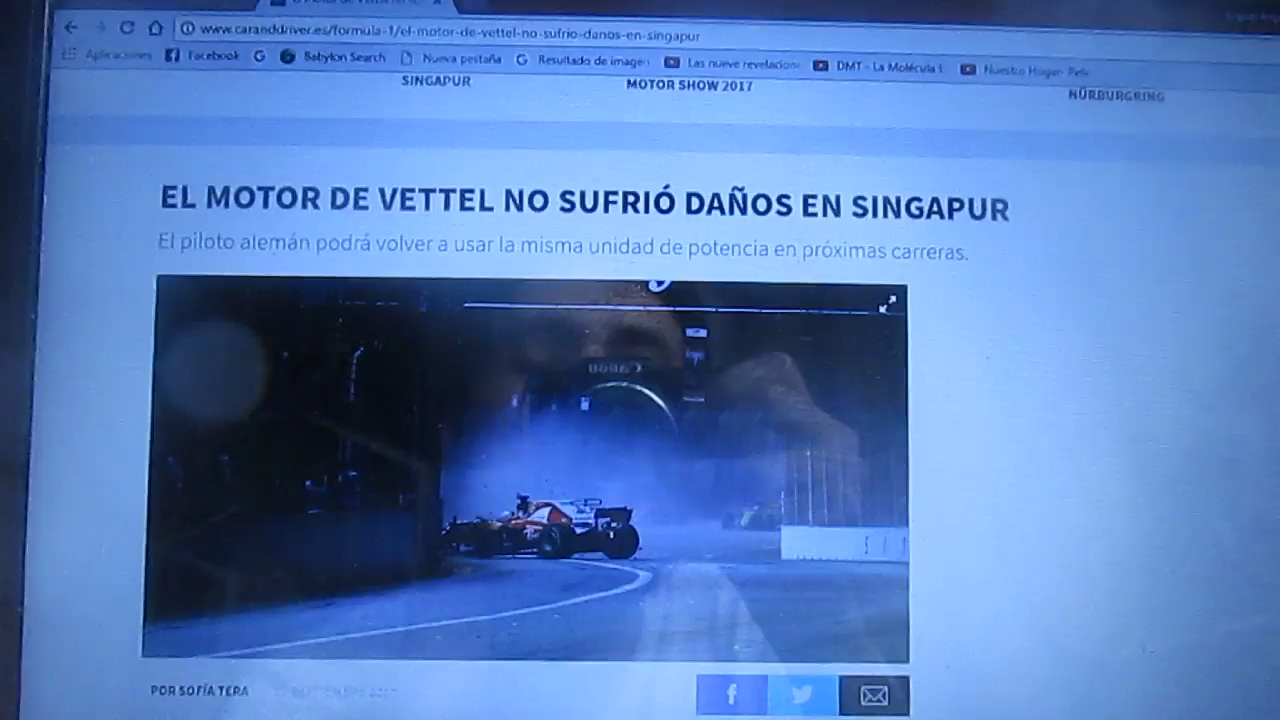 www.caranddriver.es/formula-1/el-motor-de-vettel-no-sufrio-danos-en-singapur
Aplicaciones Facebook Babylon Search Nueva pestaña Resultado de imagen Las nueve revelacione DMT - La Molécula E Nuestro Hogar
SINGAPUR MOTOR SHOW 2017 NÜRBURGRING
EL MOTOR DE VETTEL NO SUFRIÓ DAÑOS EN SINGAPUR
El piloto alemán podrá volver a usar la misma unidad de potencia en próximas carreras.
POR SOFÍA TERA